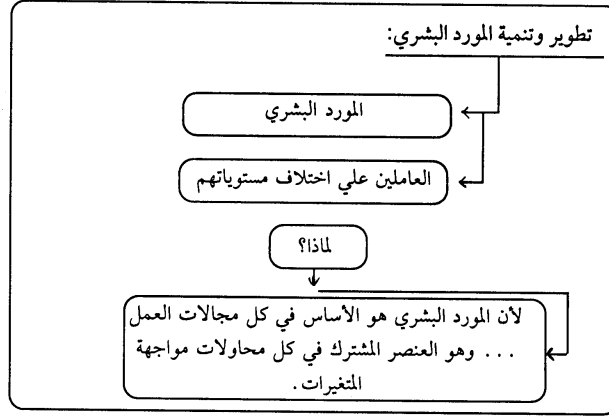 تطوير وتنمية المورد البشري:
المورد البشري
العاملين علي اختلاف مستوياتهم
لماذا؟
لأن المورد البشري هو الأساس في كل مجالات العمل
... وهو العنصر المشترك في كل محاولات مواجهة
المتغيرات.